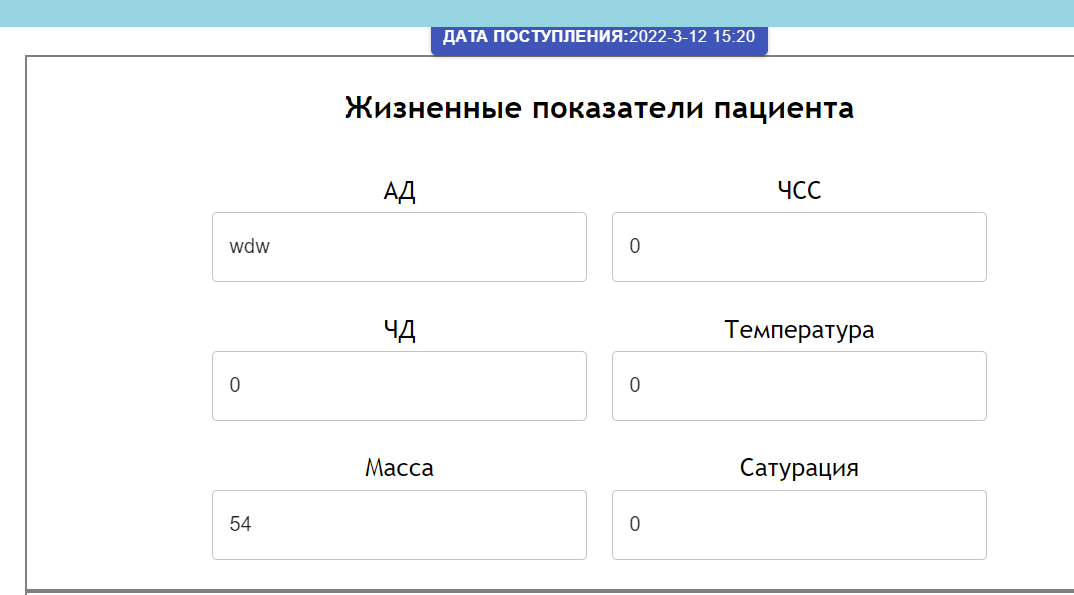 ДАТА ПОСТУПЛЕНИЯ:2022-3-12 15:20
Жизненные показатели пациента
АД
wdw
ЧСС
0
ЧД
0
Температура
0
Масса
54
Сатурация
0